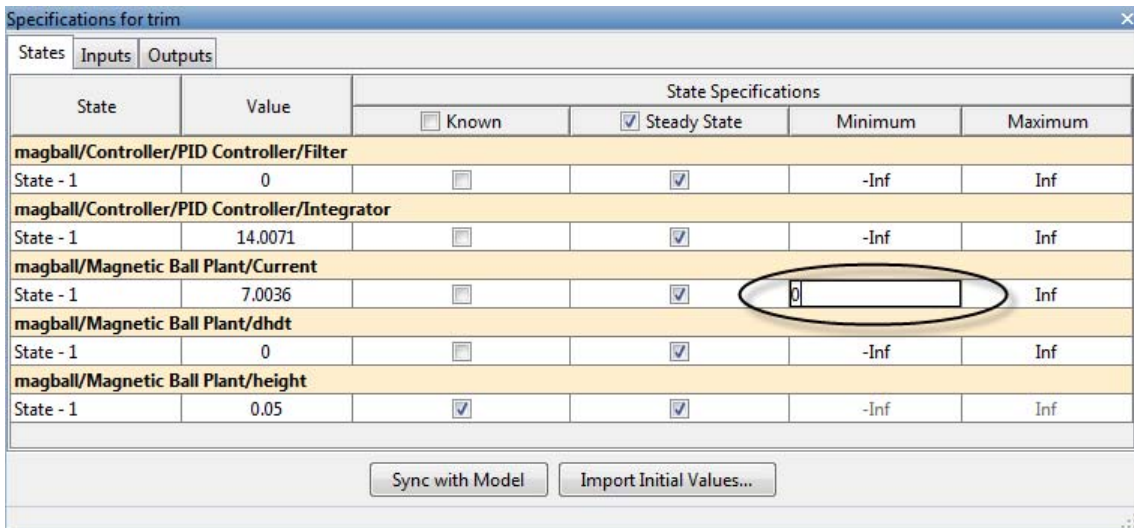 Specifications for trim
States Inputs Outputs
State Value State Specifications
Known Steady State Minimum Maximum
magball/Controller/PID Controller/Filter
State - 1 0 -Inf Inf
magball/Controller/PID Controller/Integrator
State - 1 14.0071 -Inf Inf
magball/Magnetic Ball Plant/Current
State - 1 7.0036 0 Inf
magball/Magnetic Ball Plant/dhdt
State - 1 0 -Inf Inf
magball/Magnetic Ball Plant/height
State - 1 0.05 -Inf Inf
Sync with Model Import Initial Values...